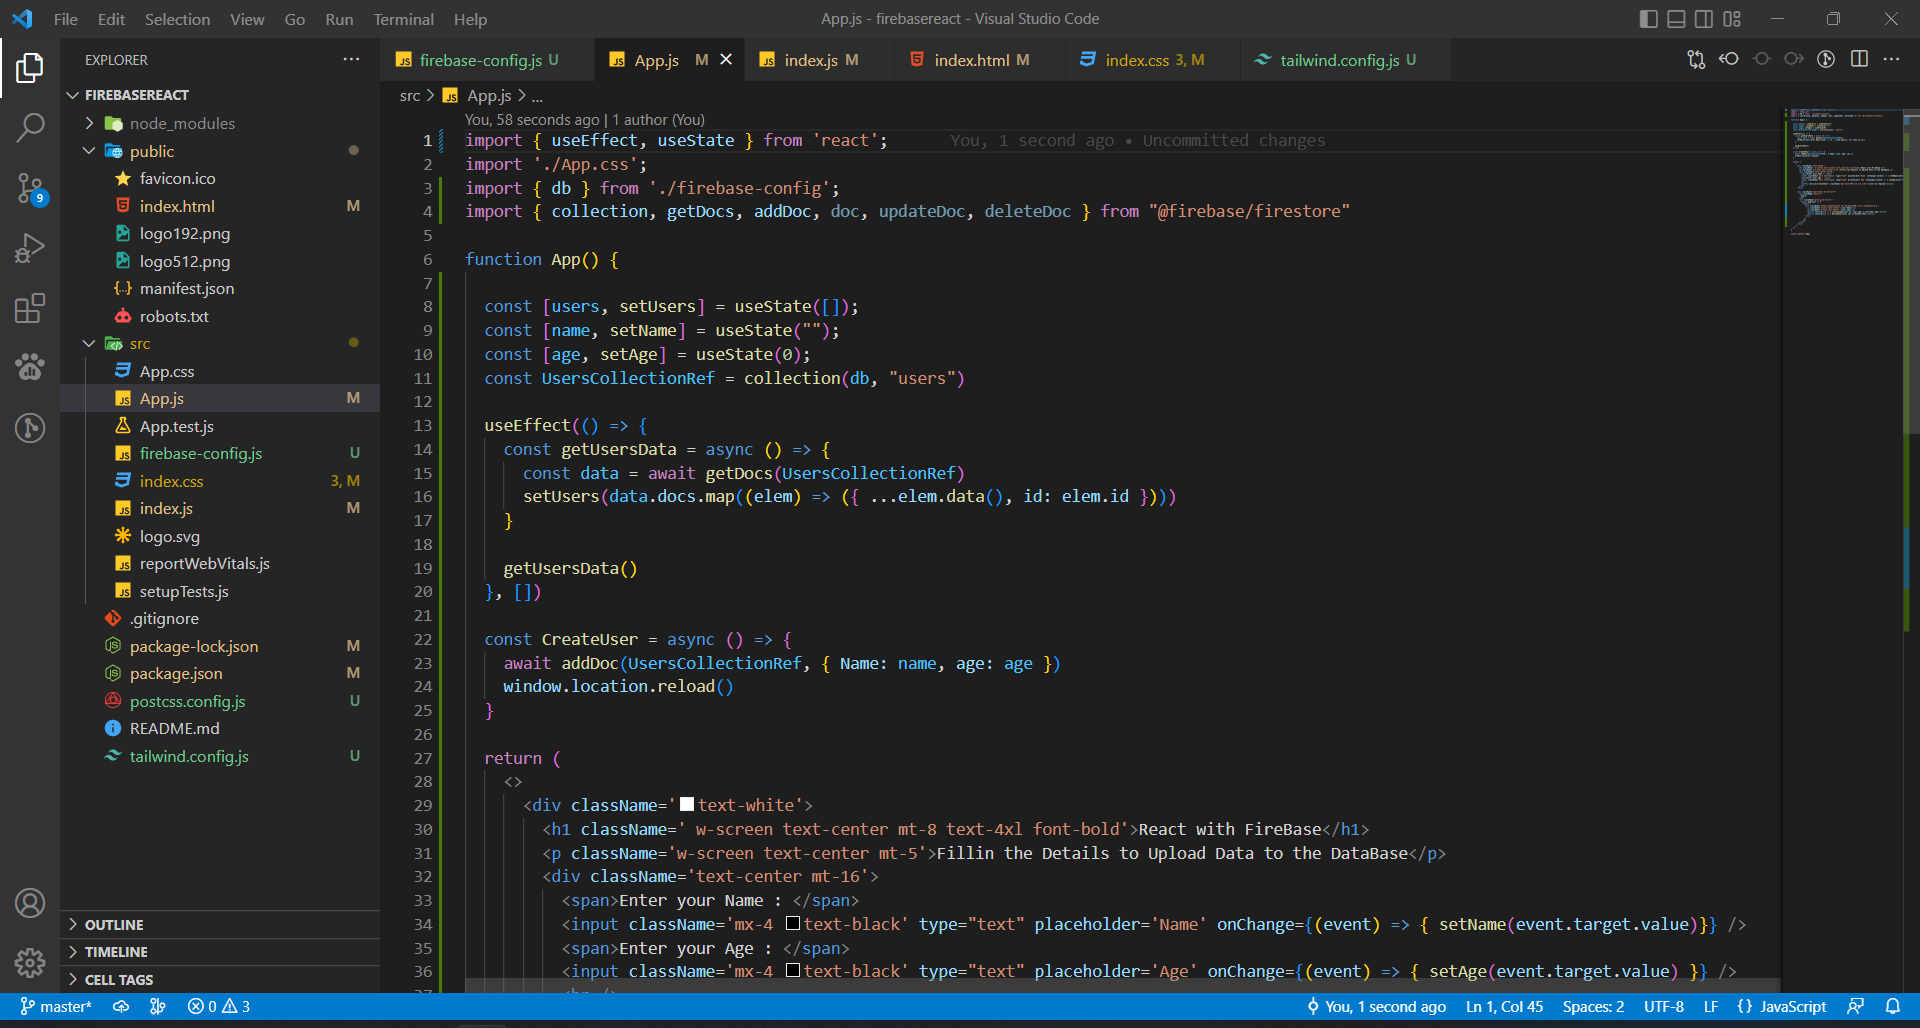 File Edit Selection View Go Run Terminal Help
App.js - firebasereact - Visual Studio Code
EXPLORER
firebase-config.js U
App.js M
index.js M
index.html M
index.css 3, M
tailwind.config.js U
FIREBASEREACT
node_modules
public
favicon.ico
index.html M
logo192.png
logo512.png
manifest.json
robots.txt
src
App.css
App.js M
App.test.js
firebase-config.js U
index.css 3, M
index.js M
logo.svg
reportWebVitals.js
setupTests.js
.gitignore
package-lock.json M
package.json M
postcss.config.js U
README.md
tailwind.config.js U
OUTLINE
TIMELINE
CELL TAGS
9
src > App.js > ...
You, 58 seconds ago | 1 author (You)
1 import { useEffect, useState } from 'react'; You, 1 second ago • Uncommitted changes
2 import './App.css';
3 import { db } from './firebase-config';
4 import { collection, getDocs, addDoc, doc, updateDoc, deleteDoc } from "@firebase/firestore"
5
6 function App() {
7
8 const [users, setUsers] = useState([]);
9 const [name, setName] = useState("");
10 const [age, setAge] = useState(0);
11 const UsersCollectionRef = collection(db, "users")
12
13 useEffect(() => {
14 const getUsersData = async () => {
15 const data = await getDocs(UsersCollectionRef)
16 setUsers(data.docs.map((elem) => ({ ...elem.data(), id: elem.id })))
17 }
18
19 getUsersData()
20 }, [])
21
22 const CreateUser = async () => {
23 await addDoc(UsersCollectionRef, { Name: name, age: age })
24 window.location.reload()
25 }
26
27 return (
28 <>
29 <div className='text-white'>
30 <h1 className=' w-screen text-center mt-8 text-4xl font-bold'>React with FireBase</h1>
31 <p className='w-screen text-center mt-5'>Fillin the Details to Upload Data to the DataBase</p>
32 <div className='text-center mt-16'>
33 <span>Enter your Name : </span>
34 <input className='mx-4 text-black' type="text" placeholder='Name' onChange={(event) => { setName(event.target.value)}} />
35 <span>Enter your Age : </span>
36 <input className='mx-4 text-black' type="text" placeholder='Age' onChange={(event) => { setAge(event.target.value) }} />
master* 0 3
You, 1 second ago Ln 1, Col 45 Spaces: 2 UTF-8 LF {} JavaScript